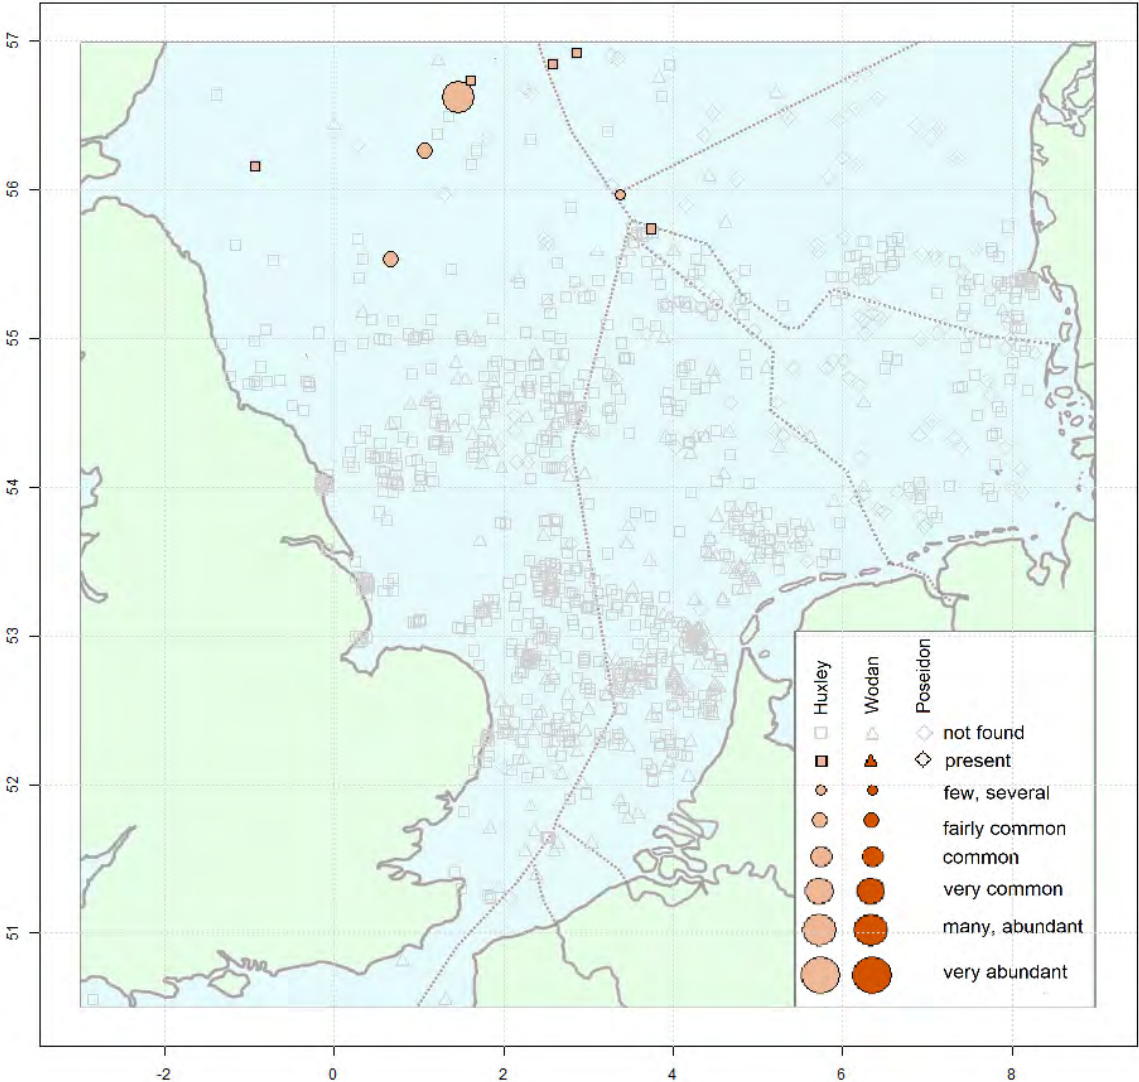 57
56
55
54
53
52
51
Huxley Wodan Poseidon
not found
present
few, several
fairly common
common
very common
many, abundant
very abundant
-2 0 2 4 6 8